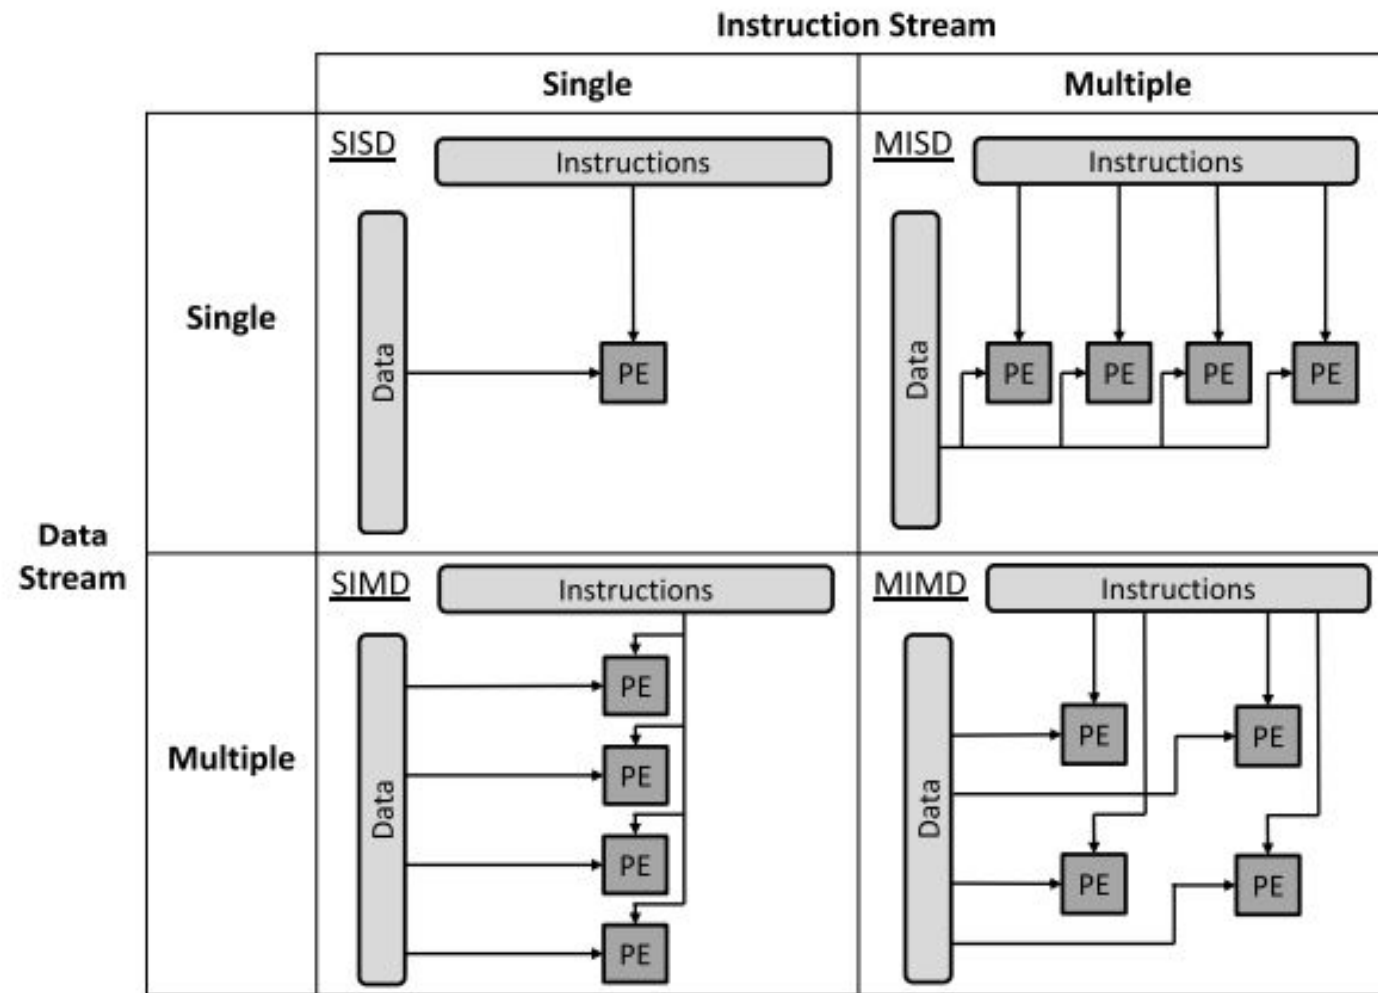 Instruction Stream
Single
Multiple
SISD
Instructions
MISD
Instructions
Single
Data
PE
Data
PE
PE
PE
PE
Data
Stream
SIMD
Instructions
MIMD
Instructions
Multiple
Data
PE
PE
PE
PE
Data
PE
PE
PE
PE